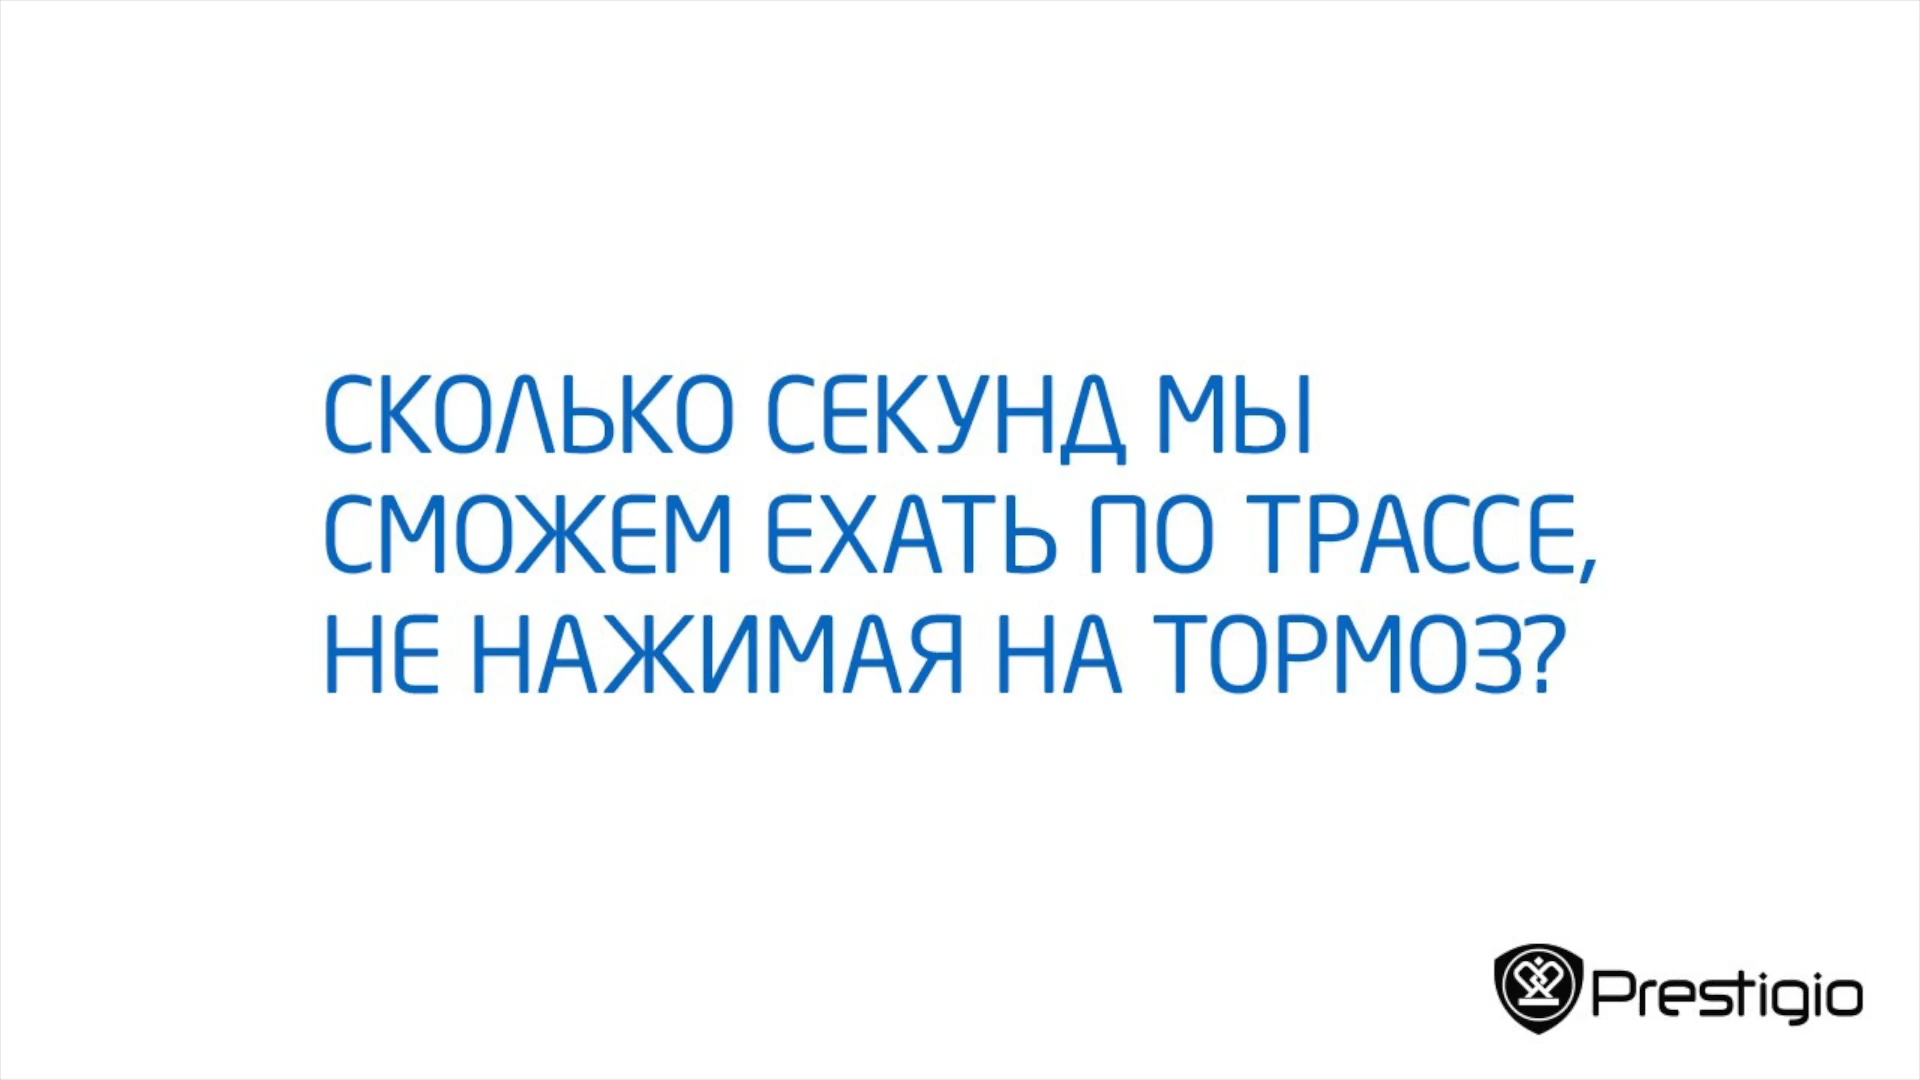 СКОЛЬКО СЕКУНД МЫ
СМОЖЕМ ЕХАТЬ ПО ТРАССЕ,
НЕ НАЖИМАЯ НА ТОРМОЗ?
Prestigio